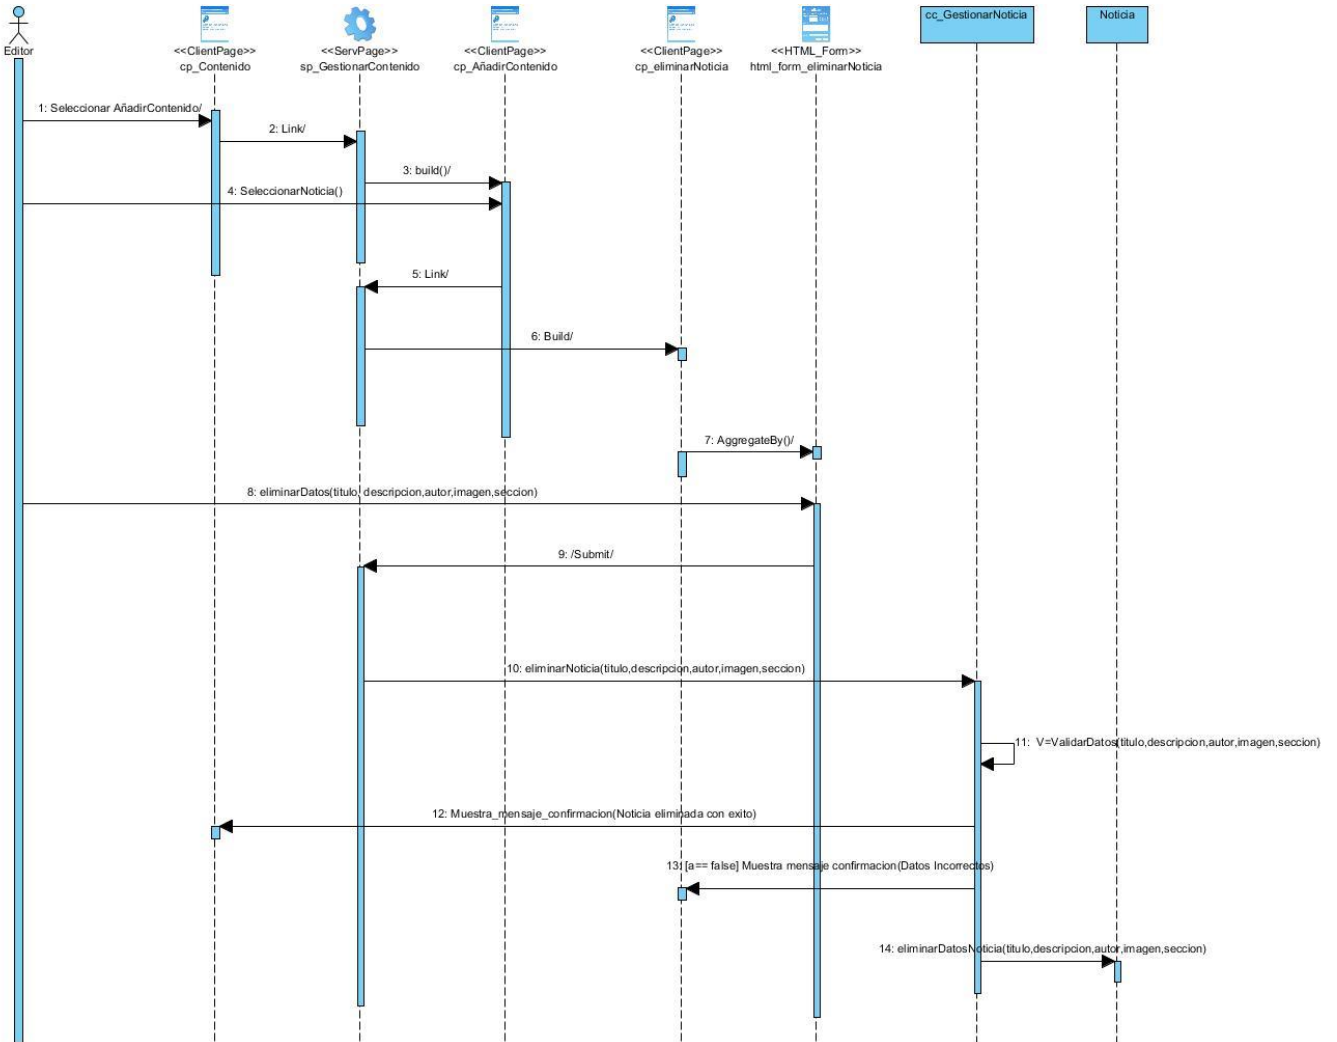 Editor
<<ClientPage>>
cp_Contenido
<<ServPage>>
sp_GestionarContenido
<<ClientPage>>
cp_AñadirContenido
<<ClientPage>>
cp_eliminarNoticia
<<HTML_Form>>
html_form_eliminarNoticia
cc_GestionarNoticia
Noticia
1: Seleccionar AñadirContenido/
2: Link/
3: build()/
4: SeleccionarNoticia()
5: Link/
6: Build/
7: AggregateBy()/
8: eliminarDatos(titulo, descripcion,autor,imagen,seccion)
9: /Submit/
10: eliminarNoticia(titulo,descripcion,autor,imagen,seccion)
11: V=ValidarDatos(titulo,descripcion,autor,imagen,seccion)
12: Muestra_mensaje_confirmacion(Noticia eliminada con exito)
13: [a== false] Muestra mensaje confirmacion(Datos Incorrectos)
14: eliminarDatosNoticia(titulo,descripcion,autor,imagen,seccion)